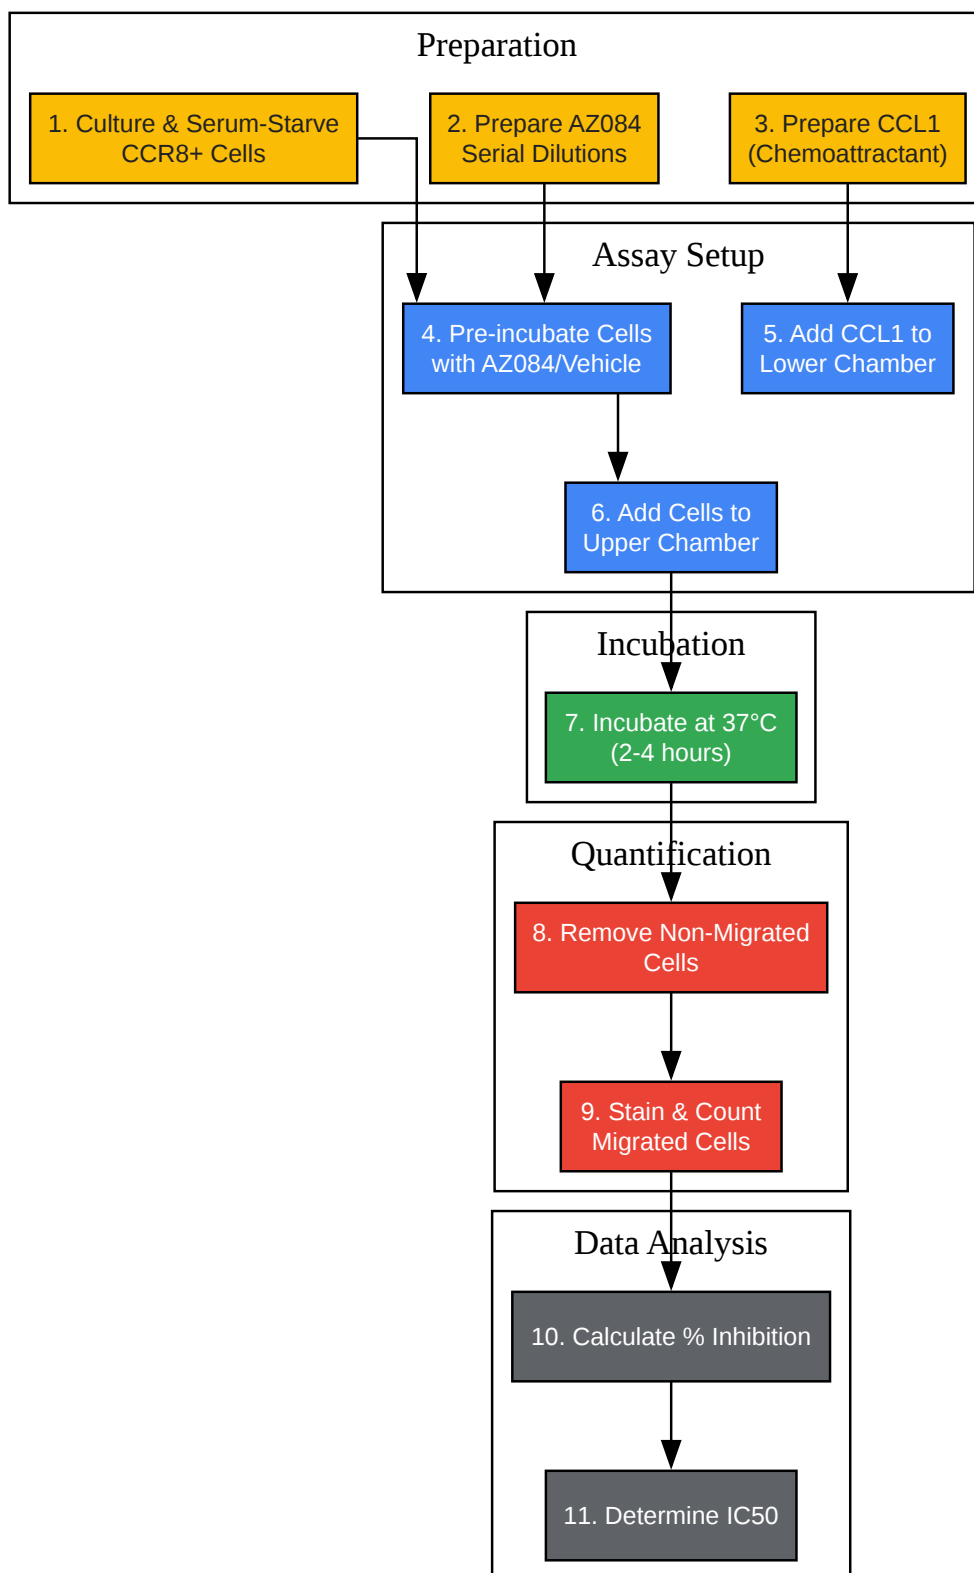 Preparation
1. Culture & Serum-Starve
CCR8+ Cells
2. Prepare AZ084
Serial Dilutions
3. Prepare CCL1
(Chemoattractant)
Assay Setup
4. Pre-incubate Cells
with AZ084/Vehicle
5. Add CCL1 to
Lower Chamber
6. Add Cells to
Upper Chamber
Incubation
7. Incubate at 37°C
(2-4 hours)
Quantification
8. Remove Non-Migrated
Cells
9. Stain & Count
Migrated Cells
Data Analysis
10. Calculate % Inhibition
11. Determine IC50